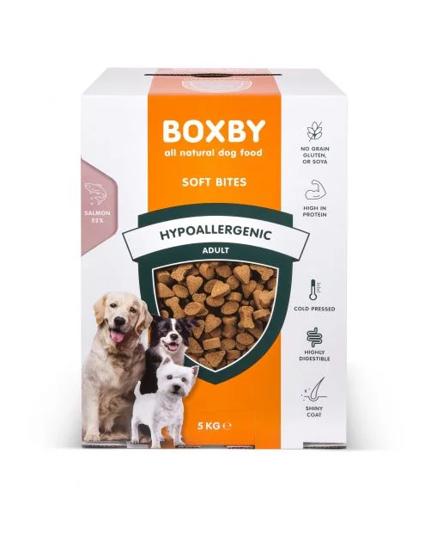 BOXBY
all natural dog food
SOFT BITES
HYPOALLERGENIC
ADULT
SALMON
22%
NO GRAIN
GLUTEN,
OR SOYA
HIGH IN
PROTEIN
COLD PRESSED
HIGHLY
DIGESTIBLE
SHINY
COAT
5 KG ℮